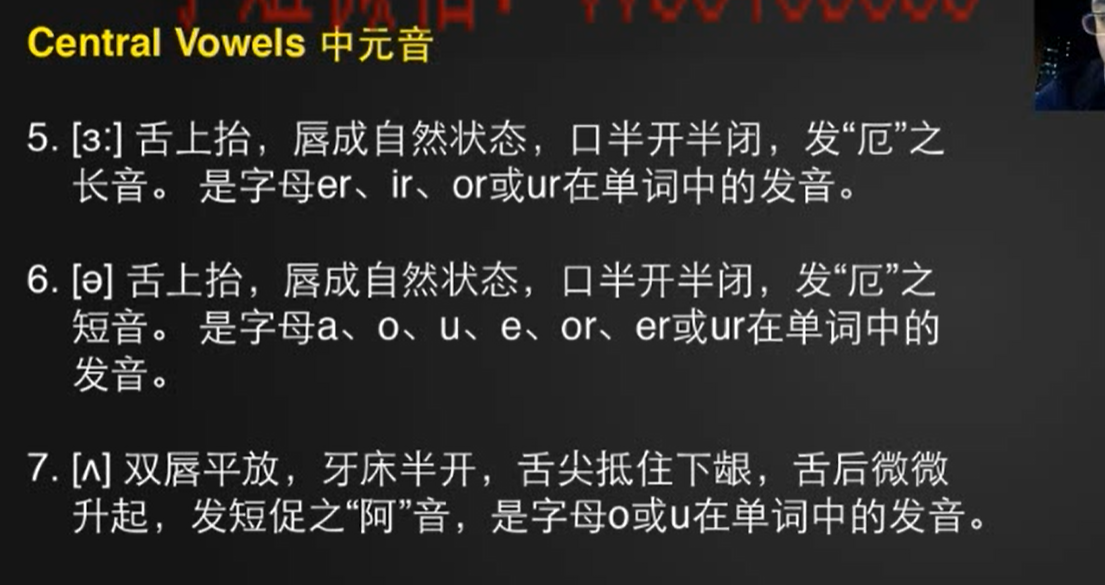 Central Vowels 中元音
5. [ɜ:] 舌上抬，唇成自然状态，口半开半闭，发“厄”之
长音。 是字母er、ir、or或ur在单词中的发音。
6. [ə] 舌上抬，唇成自然状态，口半开半闭，发“厄”之
短音。 是字母a、o、u、e、or、er或ur在单词中的
发音。
7. [ʌ] 双唇平放，牙床半开，舌尖抵住下龈，舌后微微
升起，发短促之“阿”音，是字母o或u在单词中的发音。